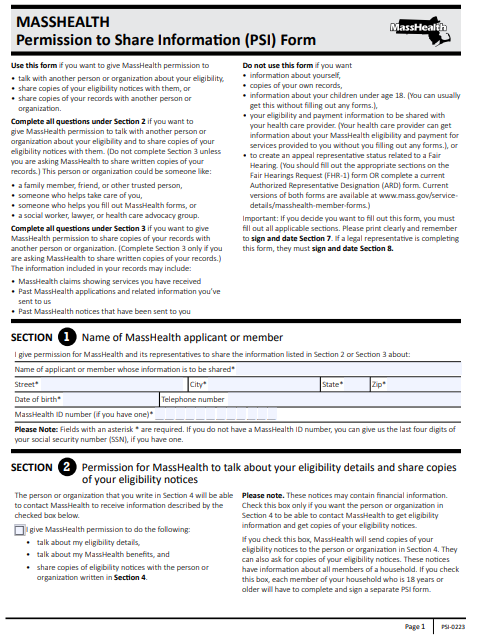 MASSHEALTH
Permission to Share Information (PSI) Form
MassHealth
Use this form if you want to give MassHealth permission to
• talk with another person or organization about your eligibility,
• share copies of your eligibility notices with them, or
• share copies of your records with another person or
organization.
Complete all questions under Section 2 if you want to
give MassHealth permission to talk with another person or
organization about your eligibility and to share copies of your
eligibility notices with them. (Do not complete Section 3 unless
you are asking MassHealth to share written copies of your
records.) This person or organization could be someone like:
• a family member, friend, or other trusted person,
• someone who helps take care of you,
• someone who helps you fill out MassHealth forms, or
• a social worker, lawyer, or health care advocacy group.
Complete all questions under Section 3 if you want to give
MassHealth permission to share copies of your records with
another person or organization. (Complete Section 3 only if you
are asking MassHealth to share written copies of your records.)
The information included in your records may include:
• MassHealth claims showing services you have received
• Past MassHealth applications and related information you've
sent to us
• Past MassHealth notices that have been sent to you
Do not use this form if you want
• information about yourself,
• copies of your own records,
• information about your children under age 18. (You can usually
get this without filling out any forms.),
• your eligibility and payment information to be shared with
your health care provider. (Your health care provider can get
information about your MassHealth eligibility and payment for
services provided to you without you filling out any forms.), or
• to create an appeal representative status related to a Fair
Hearing. (You should fill out the appropriate sections on the
Fair Hearings Request (FHR-1) form OR complete a current
Authorized Representative Designation (ARD) form. Current
versions of both forms are available at www.mass.gov/service-
details/masshealth-member-forms.)
Important: If you decide you want to fill out this form, you must
fill out all applicable sections. Please print clearly and remember
to sign and date Section 7. If a legal representative is completing
this form, they must sign and date Section 8.
SECTION 1 Name of MassHealth applicant or member
I give permission for MassHealth and its representatives to share the information listed in Section 2 or Section 3 about:
Name of applicant or member whose information is to be shared*
Street* City* State* Zip*
Date of birth* Telephone number
MassHealth ID number (if you have one)*
Please Note: Fields with an asterisk * are required. If you do not have a MassHealth ID number, you can give us the last four digits of
your social security number (SSN), if you have one.
SECTION 2 Permission for MassHealth to talk about your eligibility details and share copies
of your eligibility notices
The person or organization that you write in Section 4 will be able
to contact MassHealth to receive information described by the
checked box below.
I give MassHealth permission to do the following:
• talk about my eligibility details,
• talk about my MassHealth benefits, and
• share copies of eligibility notices with the person or
organization written in Section 4.
Please note. These notices may contain financial information.
Check this box only if you want the person or organization in
Section 4 to be able to contact MassHealth to get eligibility
information and get copies of your eligibility notices.
If you check this box, MassHealth will send copies of your
eligibility notices to the person or organization in Section 4. They
can also ask for copies of your eligibility notices. These notices
have information about all members of a household. If you check
this box, each member of your household who is 18 years or
older will have to complete and sign a separate PSI form.
Page 1 PSI-0223